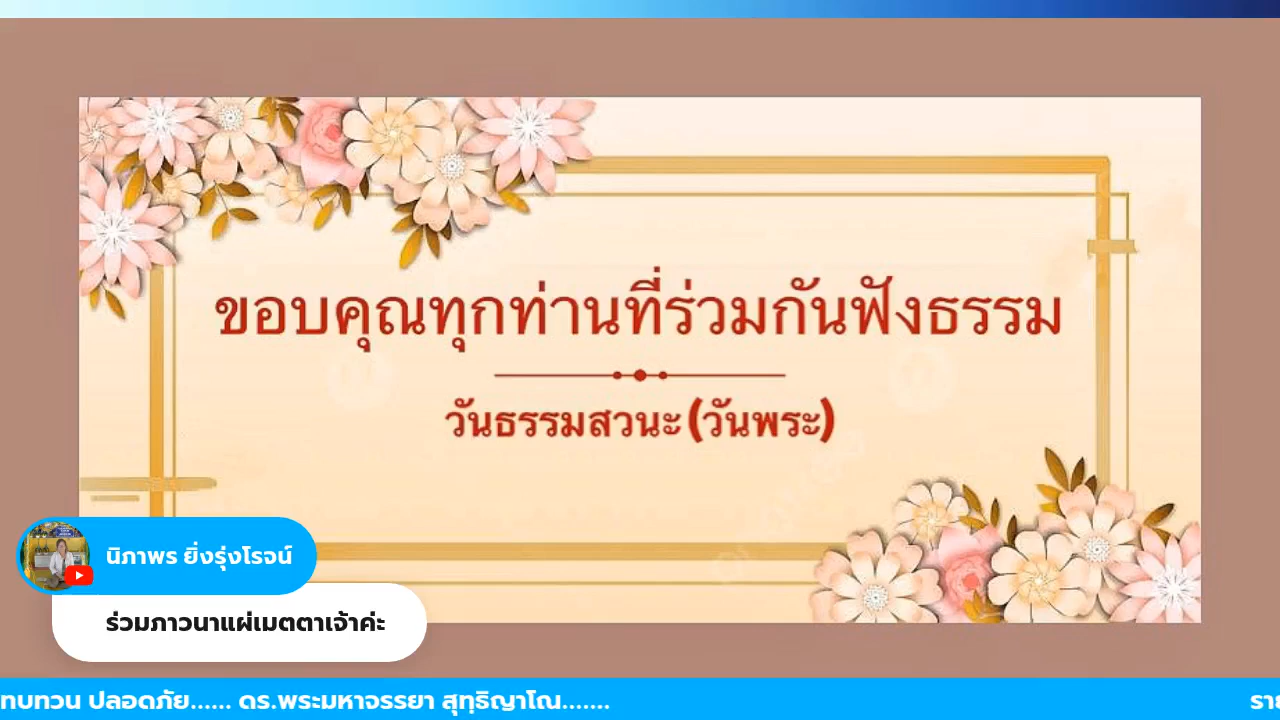 ขอบคุณทุกท่านที่ร่วมกันฟังธรรม
วันธรรมสวนะ (วันพระ)
นิภาพร ยิ่งรุ่งโรจน์
ร่วมภาวนาแผ่เมตตาเจ้าค่ะ
ทบทวน ปลอดภัย...... ดร.พระมหาจรรยา สุทฺธิญาโณ.......